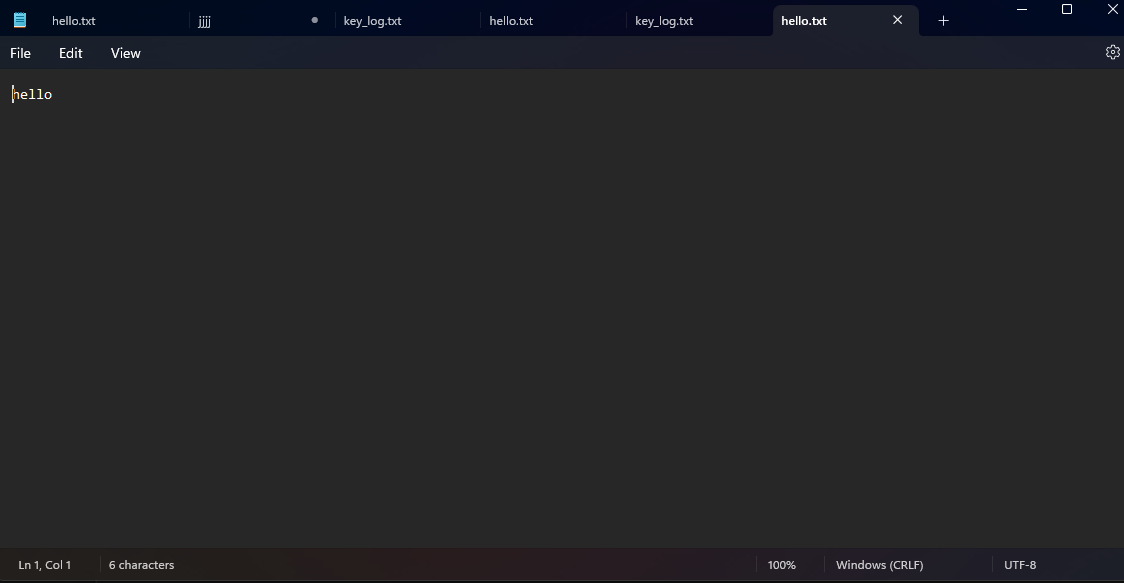 hello.txt jjjj key_log.txt hello.txt key_log.txt hello.txt
File Edit View
hello
Ln 1, Col 1 6 characters 100% Windows (CRLF) UTF-8